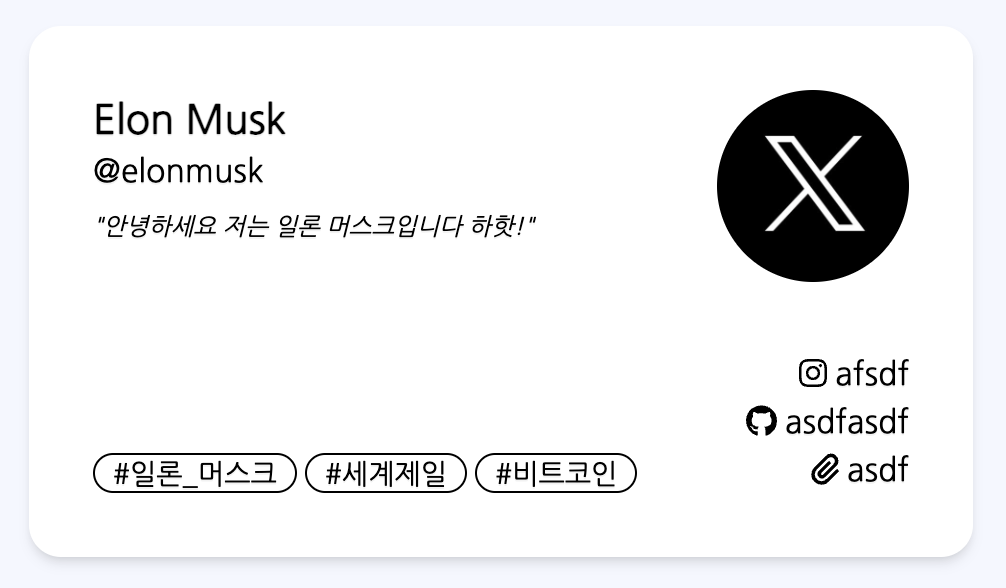 Elon Musk
@elonmusk
"안녕하세요 저는 일론 머스크입니다 하핫!"
afsdf
asdfasdf
asdf
#일론_머스크 #세계제일 #비트코인